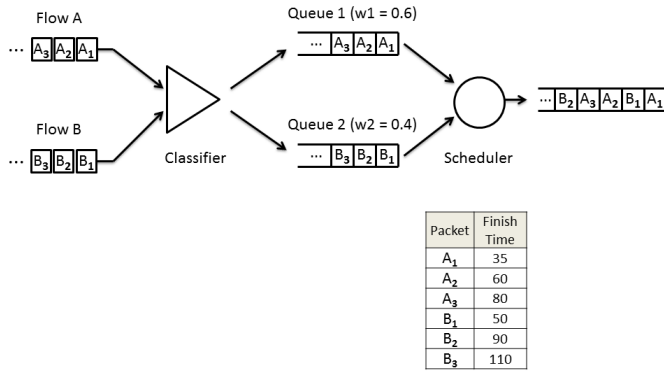 Flow A
... A3 A2 A1
Flow B
... B3 B2 B1
Classifier
Queue 1 (w1 = 0.6)
... A3 A2 A1
Queue 2 (w2 = 0.4)
... B3 B2 B1
Scheduler
... B2 A3 A2 B1 A1
Packet Finish Time
A1 35
A2 60
A3 80
B1 50
B2 90
B3 110